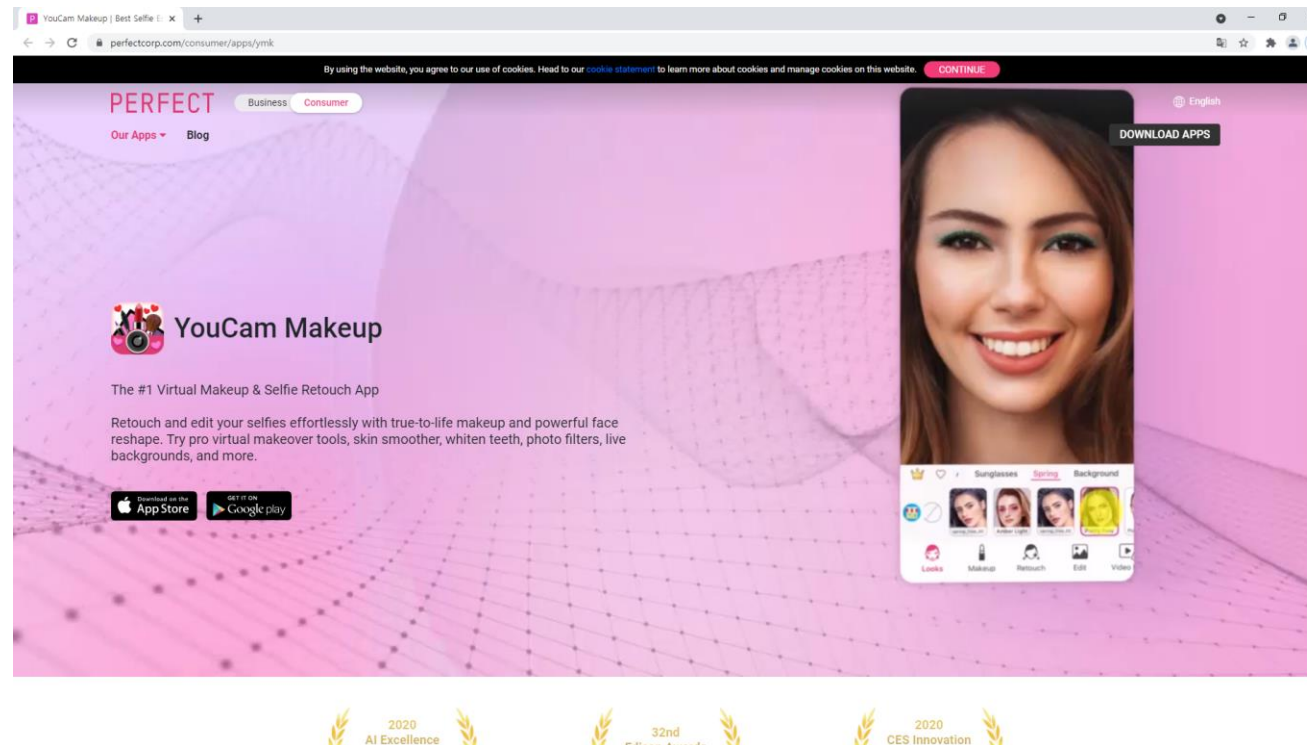 YouCam Makeup | Best Selfie E
perfectcorp.com/consumer/apps/ymk
By using the website, you agree to our use of cookies. Head to our cookie statement to learn more about cookies and manage cookies on this website. CONTINUE
PERFECT Business Consumer
English
Our Apps Blog
DOWNLOAD APPS
YouCam Makeup
The #1 Virtual Makeup & Selfie Retouch App
Retouch and edit your selfies effortlessly with true-to-life makeup and powerful face
reshape. Try pro virtual makeover tools, skin smoother, whiten teeth, photo filters, live
backgrounds, and more.
Download on the
App Store
GET IT ON
Google play
Sunglasses Spring Background
Amber Light
Looks Makeup Retouch Edit Video
2020
AI Excellence
32nd
2020
CES Innovation